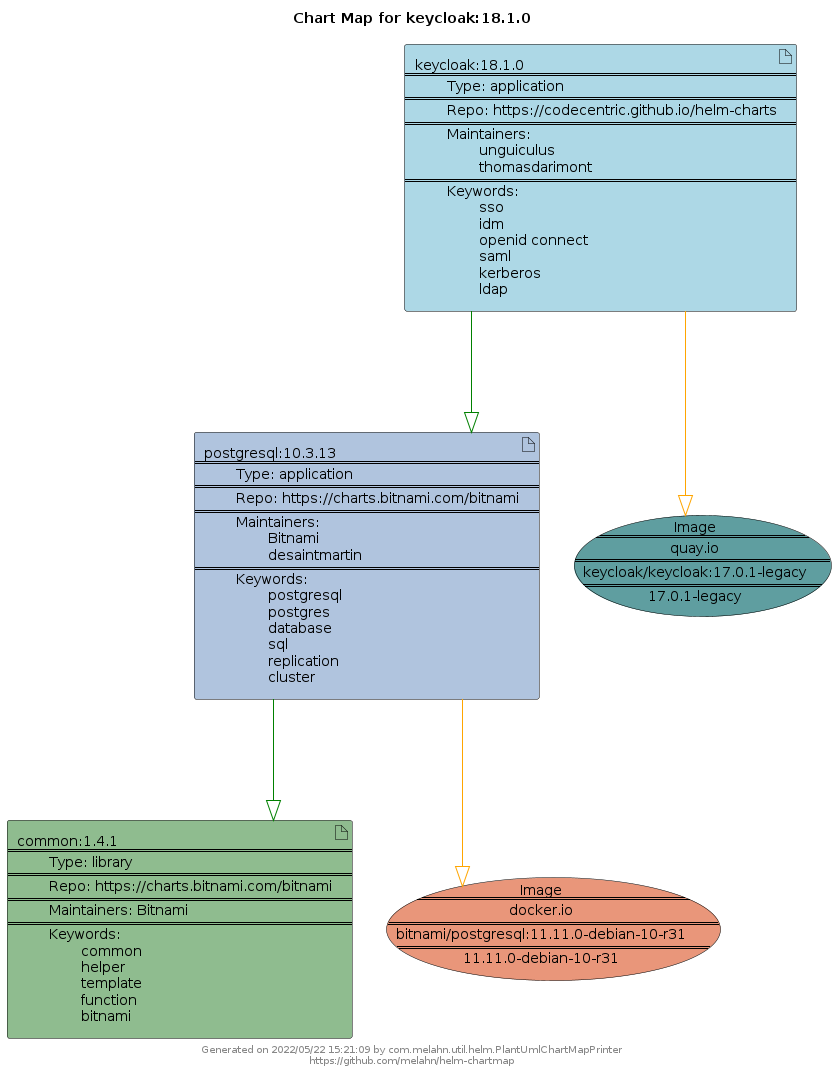 Chart Map for keycloak:18.1.0
keycloak:18.1.0
Type: application
Repo: https://codecentric.github.io/helm-charts
Maintainers:
unguiculus
thomasdarimont
Keywords:
sso
idm
openid connect
saml
kerberos
ldap
postgresql:10.3.13
Type: application
Repo: https://charts.bitnami.com/bitnami
Maintainers:
Bitnami
desaintmartin
Keywords:
postgresql
postgres
database
sql
replication
cluster
Image
quay.io
keycloak/keycloak:17.0.1-legacy
17.0.1-legacy
common:1.4.1
Type: library
Repo: https://charts.bitnami.com/bitnami
Maintainers: Bitnami
Keywords:
common
helper
template
function
bitnami
Image
docker.io
bitnami/postgresql:11.11.0-debian-10-r31
11.11.0-debian-10-r31
Generated on 2022/05/22 15:21:09 by com.melahn.util.helm.PlantUmlChartMapPrinter
https://github.com/melahn/helm-chartmap